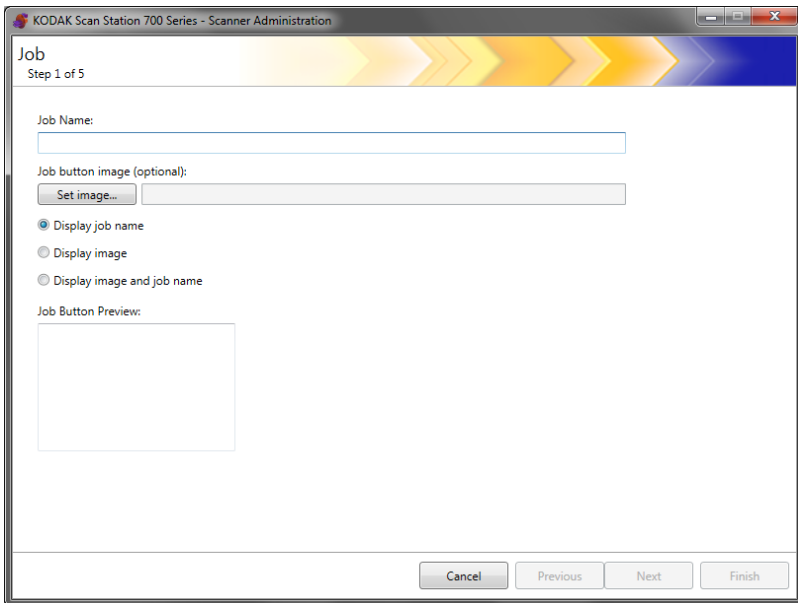 KODAK Scan Station 700 Series - Scanner Administration
Job
Step 1 of 5
Job Name:
Job button image (optional):
Set image...
Display job name
Display image
Display image and job name
Job Button Preview:
Cancel Previous Next Finish